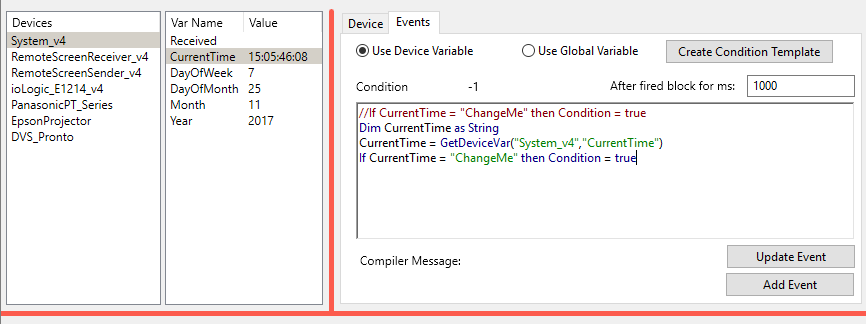 Devices
System_v4
RemoteScreenReceiver_v4
RemoteScreenSender_v4
ioLogic_E1214_v4
PanasonicPT_Series
EpsonProjector
DVS_Pronto
Var Name Value
Received
CurrentTime 15:05:46:08
DayOfWeek 7
DayOfMonth 25
Month 11
Year 2017
Device Events
Use Device Variable Use Global Variable Create Condition Template
Condition -1 After fired block for ms: 1000
//If CurrentTime = "ChangeMe" then Condition = true
Dim CurrentTime as String
CurrentTime = GetDeviceVar("System_v4","CurrentTime")
If CurrentTime = "ChangeMe" then Condition = true
Compiler Message:
Update Event
Add Event